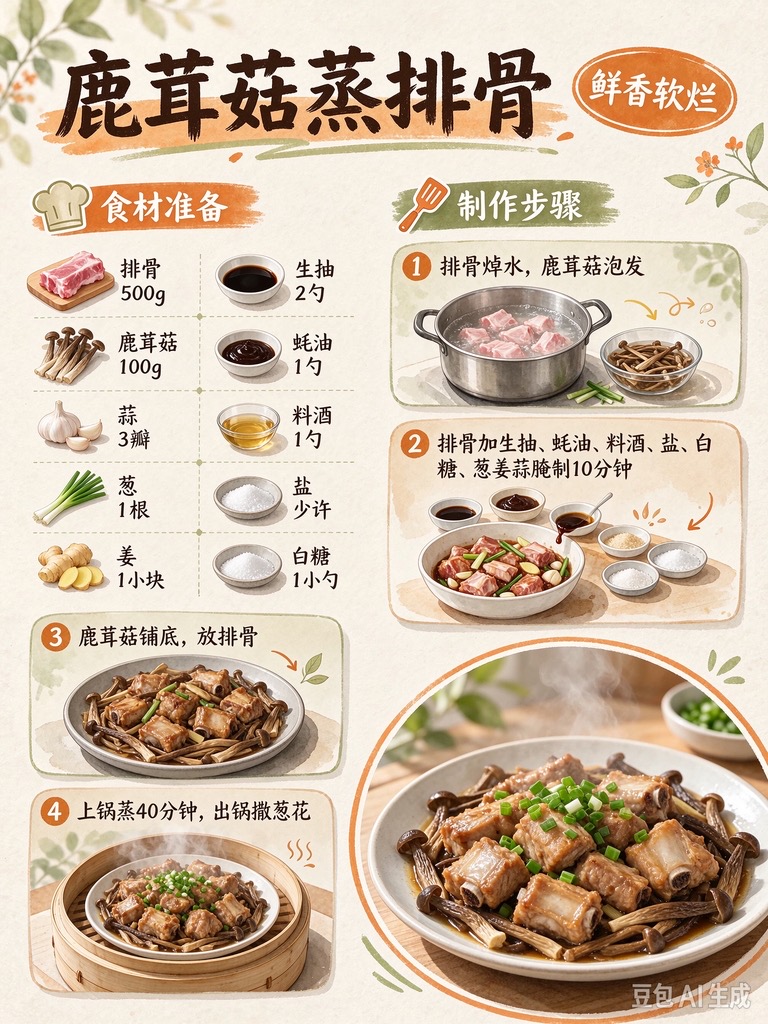 鹿茸菇蒸排骨
鲜香软烂
食材准备
排骨
500g
生抽
2勺
鹿茸菇
100g
蚝油
1勺
蒜
3瓣
料酒
1勺
葱
1根
盐
少许
姜
1小块
白糖
1小勺
制作步骤
1 排骨焯水，鹿茸菇泡发
2 排骨加生抽、蚝油、料酒、盐、白
糖、葱姜蒜腌制10分钟
3 鹿茸菇铺底，放排骨
4 上锅蒸40分钟，出锅撒葱花
豆包AI生成